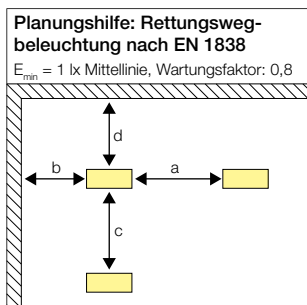 Planungshilfe: Rettungsweg-
beleuchtung nach EN 1838
Emin = 1 lx Mittellinie, Wartungsfaktor: 0,8
d
b
a
c